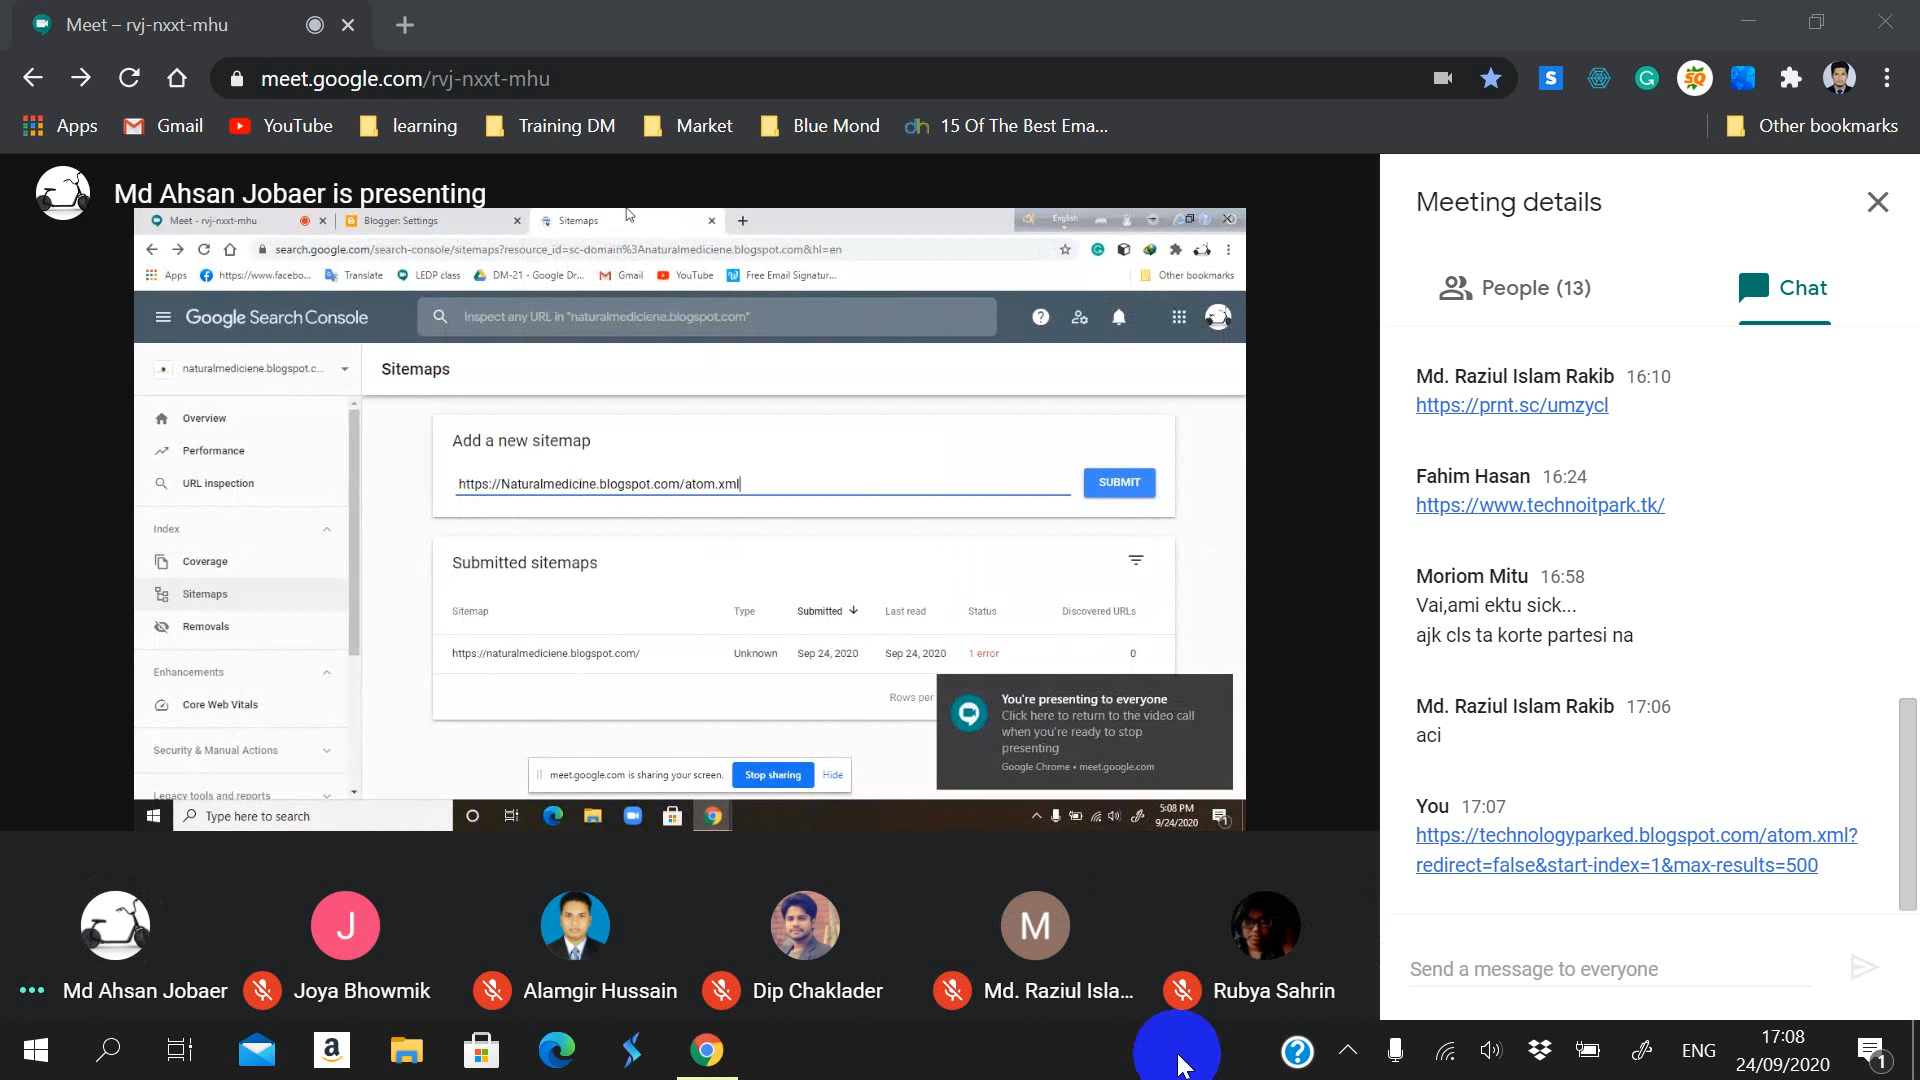 Meet – rvj-nxxt-mhu
meet.google.com/rvj-nxxt-mhu
Apps
Gmail
YouTube
learning
Training DM
Market
Blue Mond
15 Of The Best Ema...
Other bookmarks
Md Ahsan Jobaer is presenting
Meet - rvj-nxxt-mhu
Blogger: Settings
Sitemaps
English
search.google.com/search-console/sitemaps?resource_id=sc-domain%3Anaturalmediciene.blogspot.com&hl=en
Apps
https://www.facebo...
Translate
LEDP class
DM-21 - Google Dr...
Gmail
YouTube
Free Email Signatur...
Other bookmarks
Google Search Console
Inspect any URL in "naturalmediciene.blogspot.com"
naturalmediciene.blogspot.c...
Sitemaps
Overview
Performance
URL inspection
Index
Coverage
Sitemaps
Removals
Enhancements
Core Web Vitals
Security & Manual Actions
Legacy tools and reports
Add a new sitemap
https://Naturalmedicine.blogspot.com/atom.xml
SUBMIT
Submitted sitemaps
Sitemap
Type
Submitted
Last read
Status
Discovered URLs
https://naturalmediciene.blogspot.com/
Unknown
Sep 24, 2020
Sep 24, 2020
1 error
0
Rows per
You're presenting to everyone
Click here to return to the video call
when you're ready to stop
presenting
Google Chrome • meet.google.com
meet.google.com is sharing your screen.
Stop sharing
Hide
Type here to search
5:08 PM
9/24/2020
1
Md Ahsan Jobaer
J
Joya Bhowmik
Alamgir Hussain
Dip Chaklader
M
Md. Raziul Isla...
Rubya Sahrin
Meeting details
People (13)
Chat
Md. Raziul Islam Rakib 16:10
https://prnt.sc/umzycl
Fahim Hasan 16:24
https://www.technoitpark.tk/
Moriom Mitu 16:58
Vai,ami ektu sick...
ajk cls ta korte partesi na
Md. Raziul Islam Rakib 17:06
aci
You 17:07
https://technologyparked.blogspot.com/atom.xml?
redirect=false&start-index=1&max-results=500
Send a message to everyone
ENG
17:08
24/09/2020
1